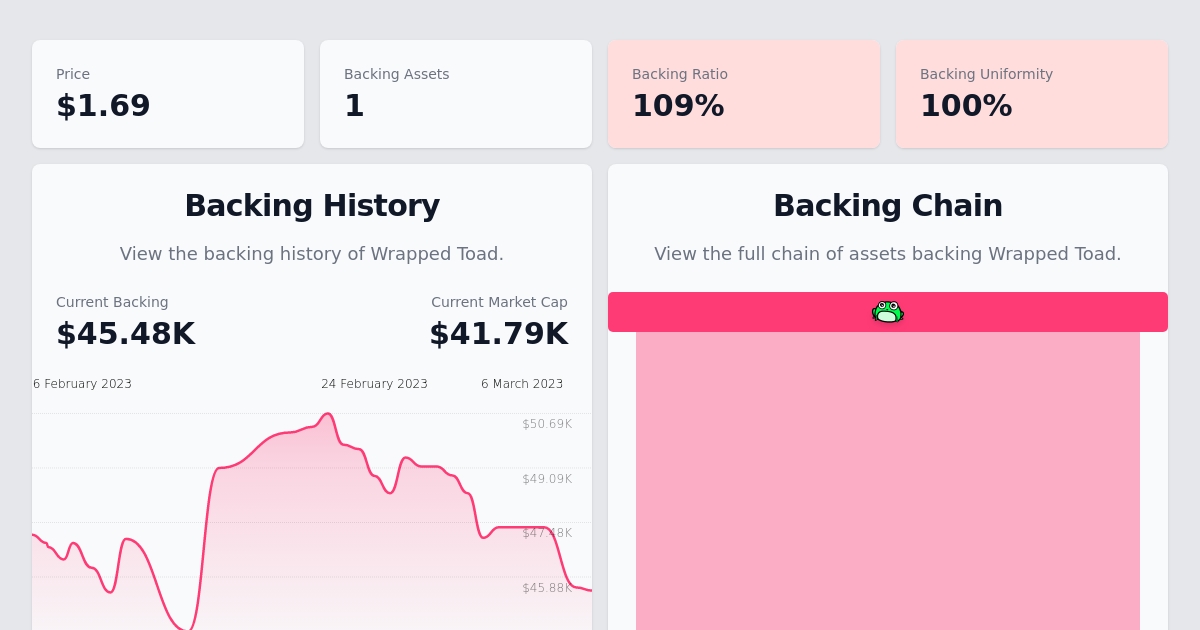 Price
$1.69
Backing Assets
1
Backing Ratio
109%
Backing Uniformity
100%
Backing History
View the backing history of Wrapped Toad.
Current Backing
$45.48K
Current Market Cap
$41.79K
6 February 2023
24 February 2023
6 March 2023
$50.69K
$49.09K
$47.48K
$45.88K
Backing Chain
View the full chain of assets backing Wrapped Toad.